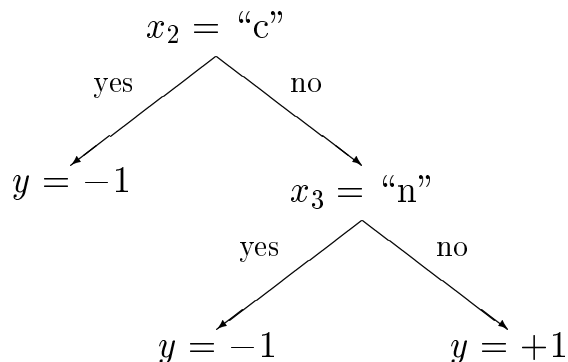 x₂ = “c”
yes no
y = −1
x₃ = “n”
yes no
y = −1 y = +1